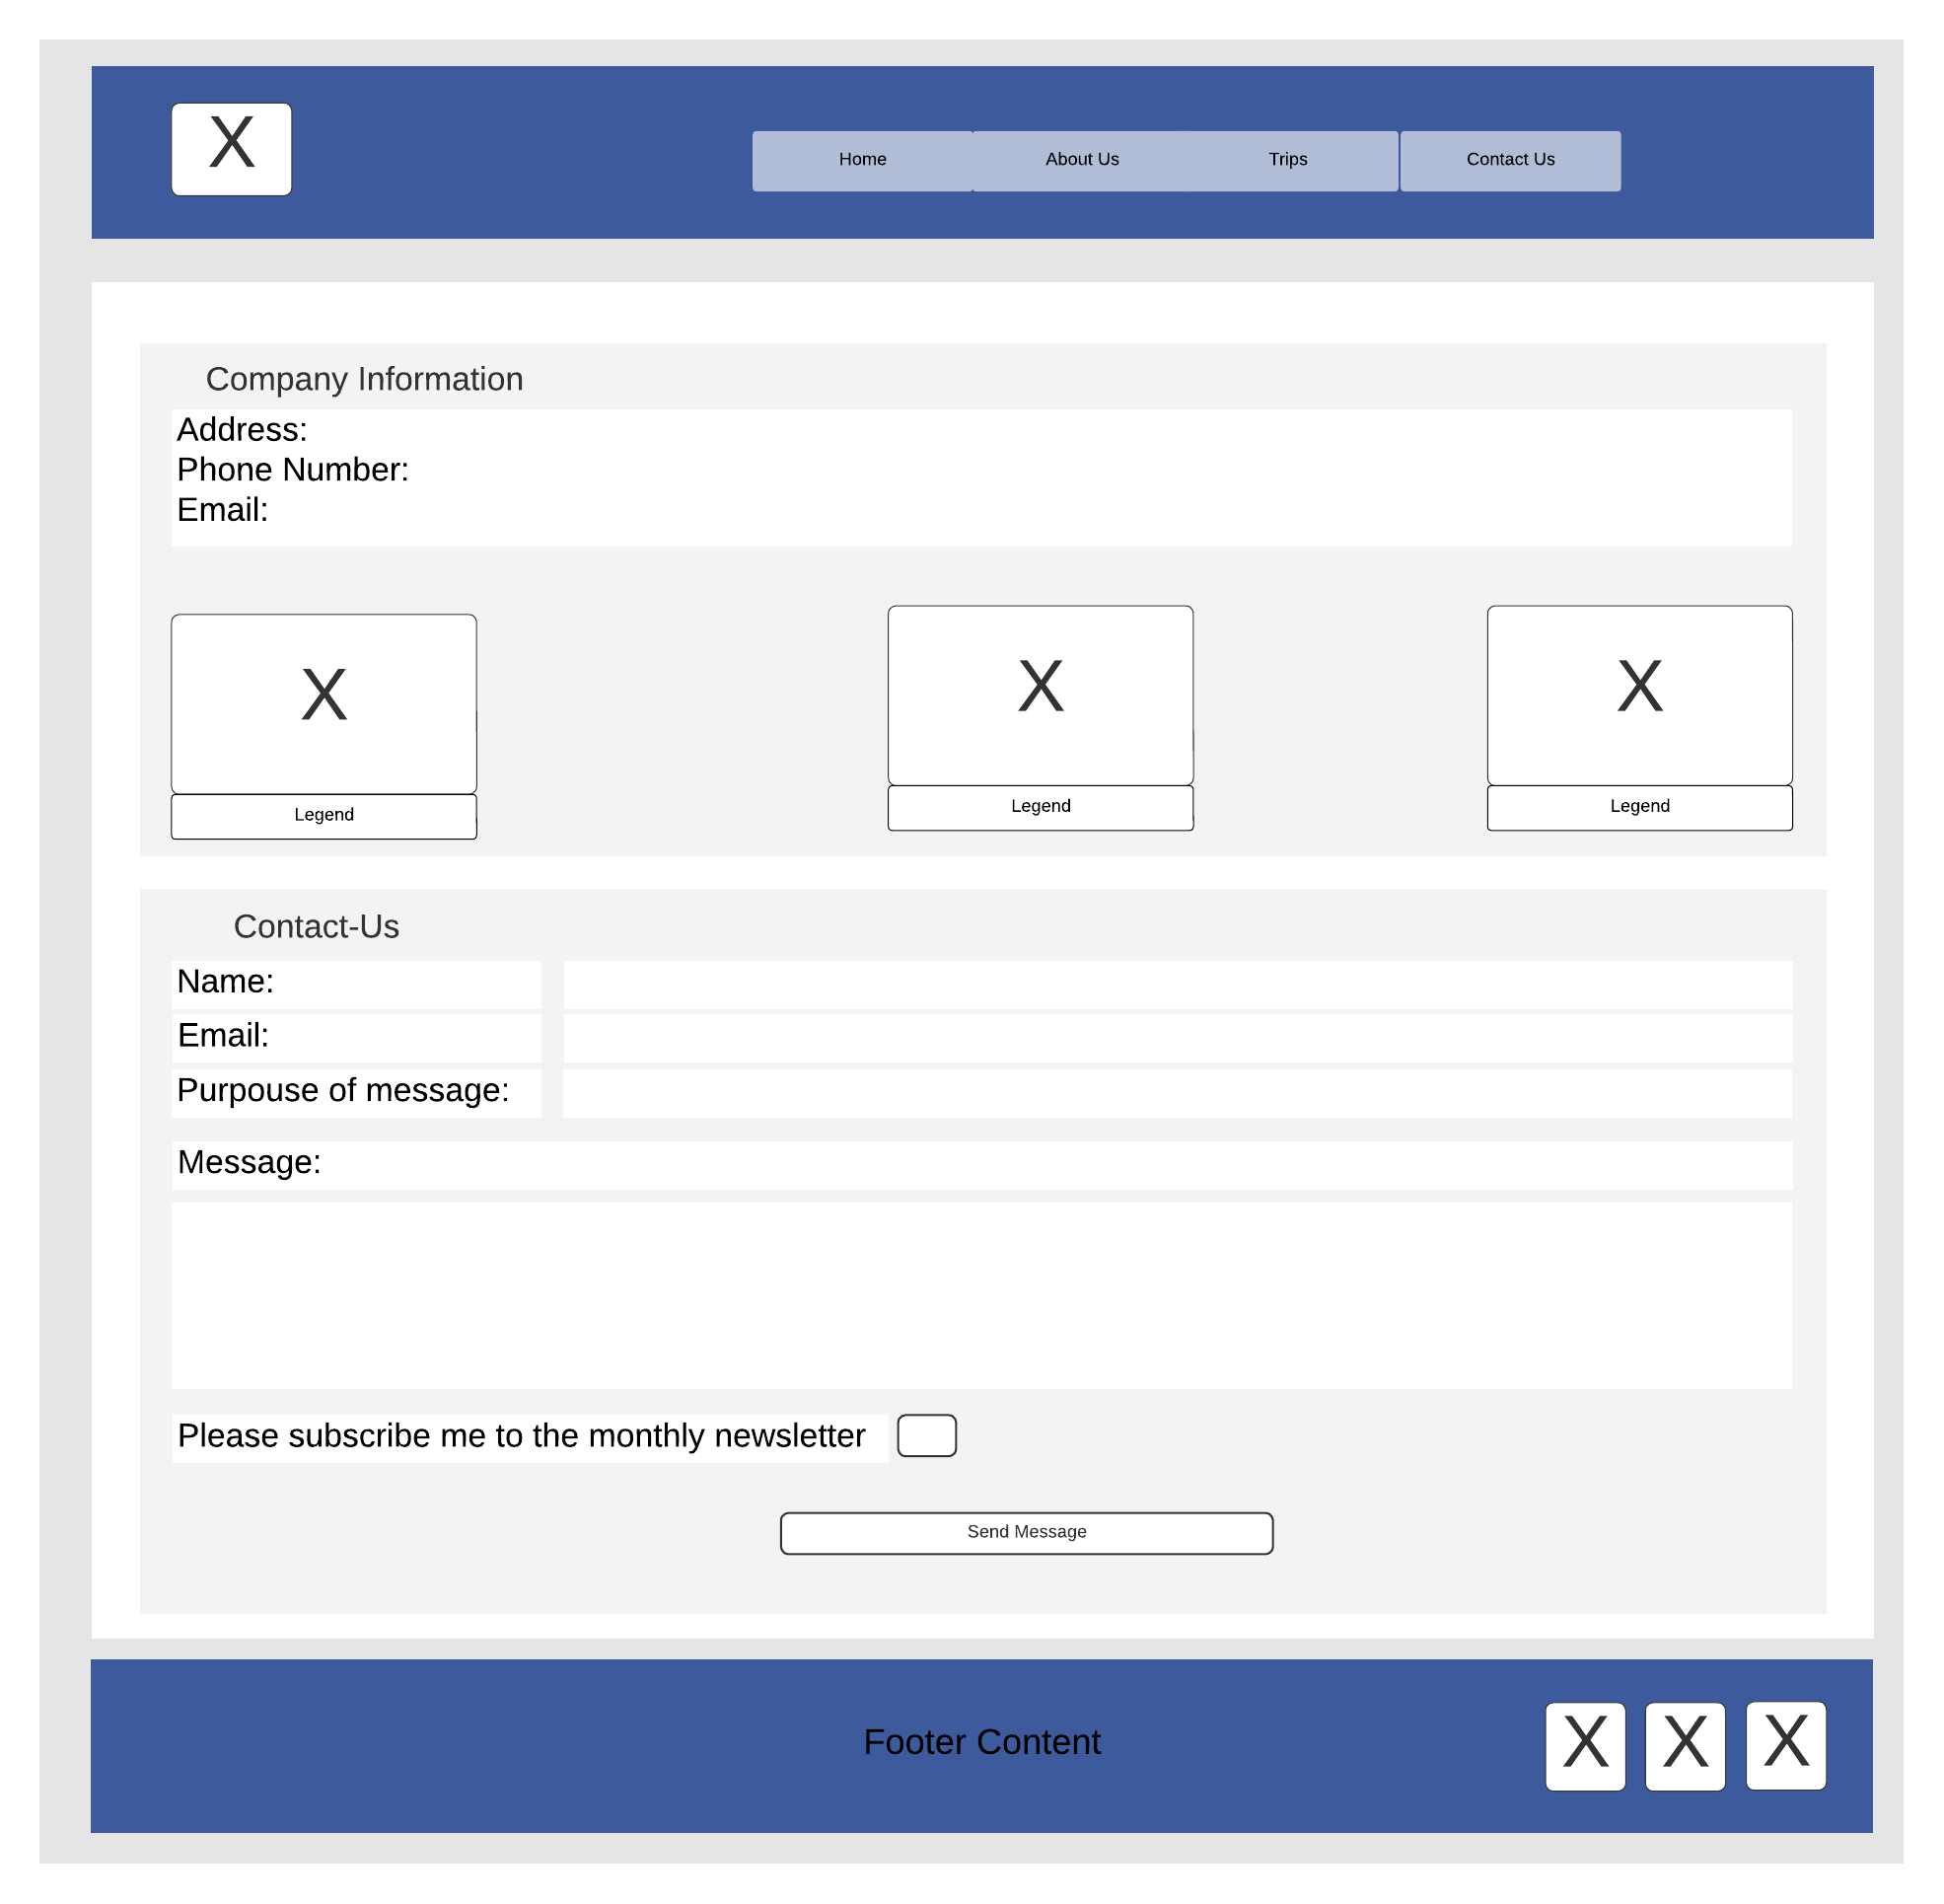 X
Home
About Us
Trips
Contact Us
Company Information
Address:
Phone Number:
Email:
X
X
X
Legend
Legend
Legend
Contact-Us
Name:
Email:
Purpouse of message:
Message:
Please subscribe me to the monthly newsletter
Send Message
Footer Content
X
X
X